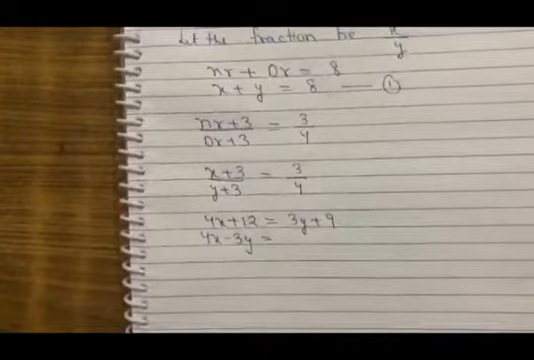 Let the fraction be x/y
nr + Dr = 8
x + y = 8 —— ①
nr+3/Dr+3 = 3/4
x+3/y+3 = 3/4
4x+12 = 3y+9
4x-3y =